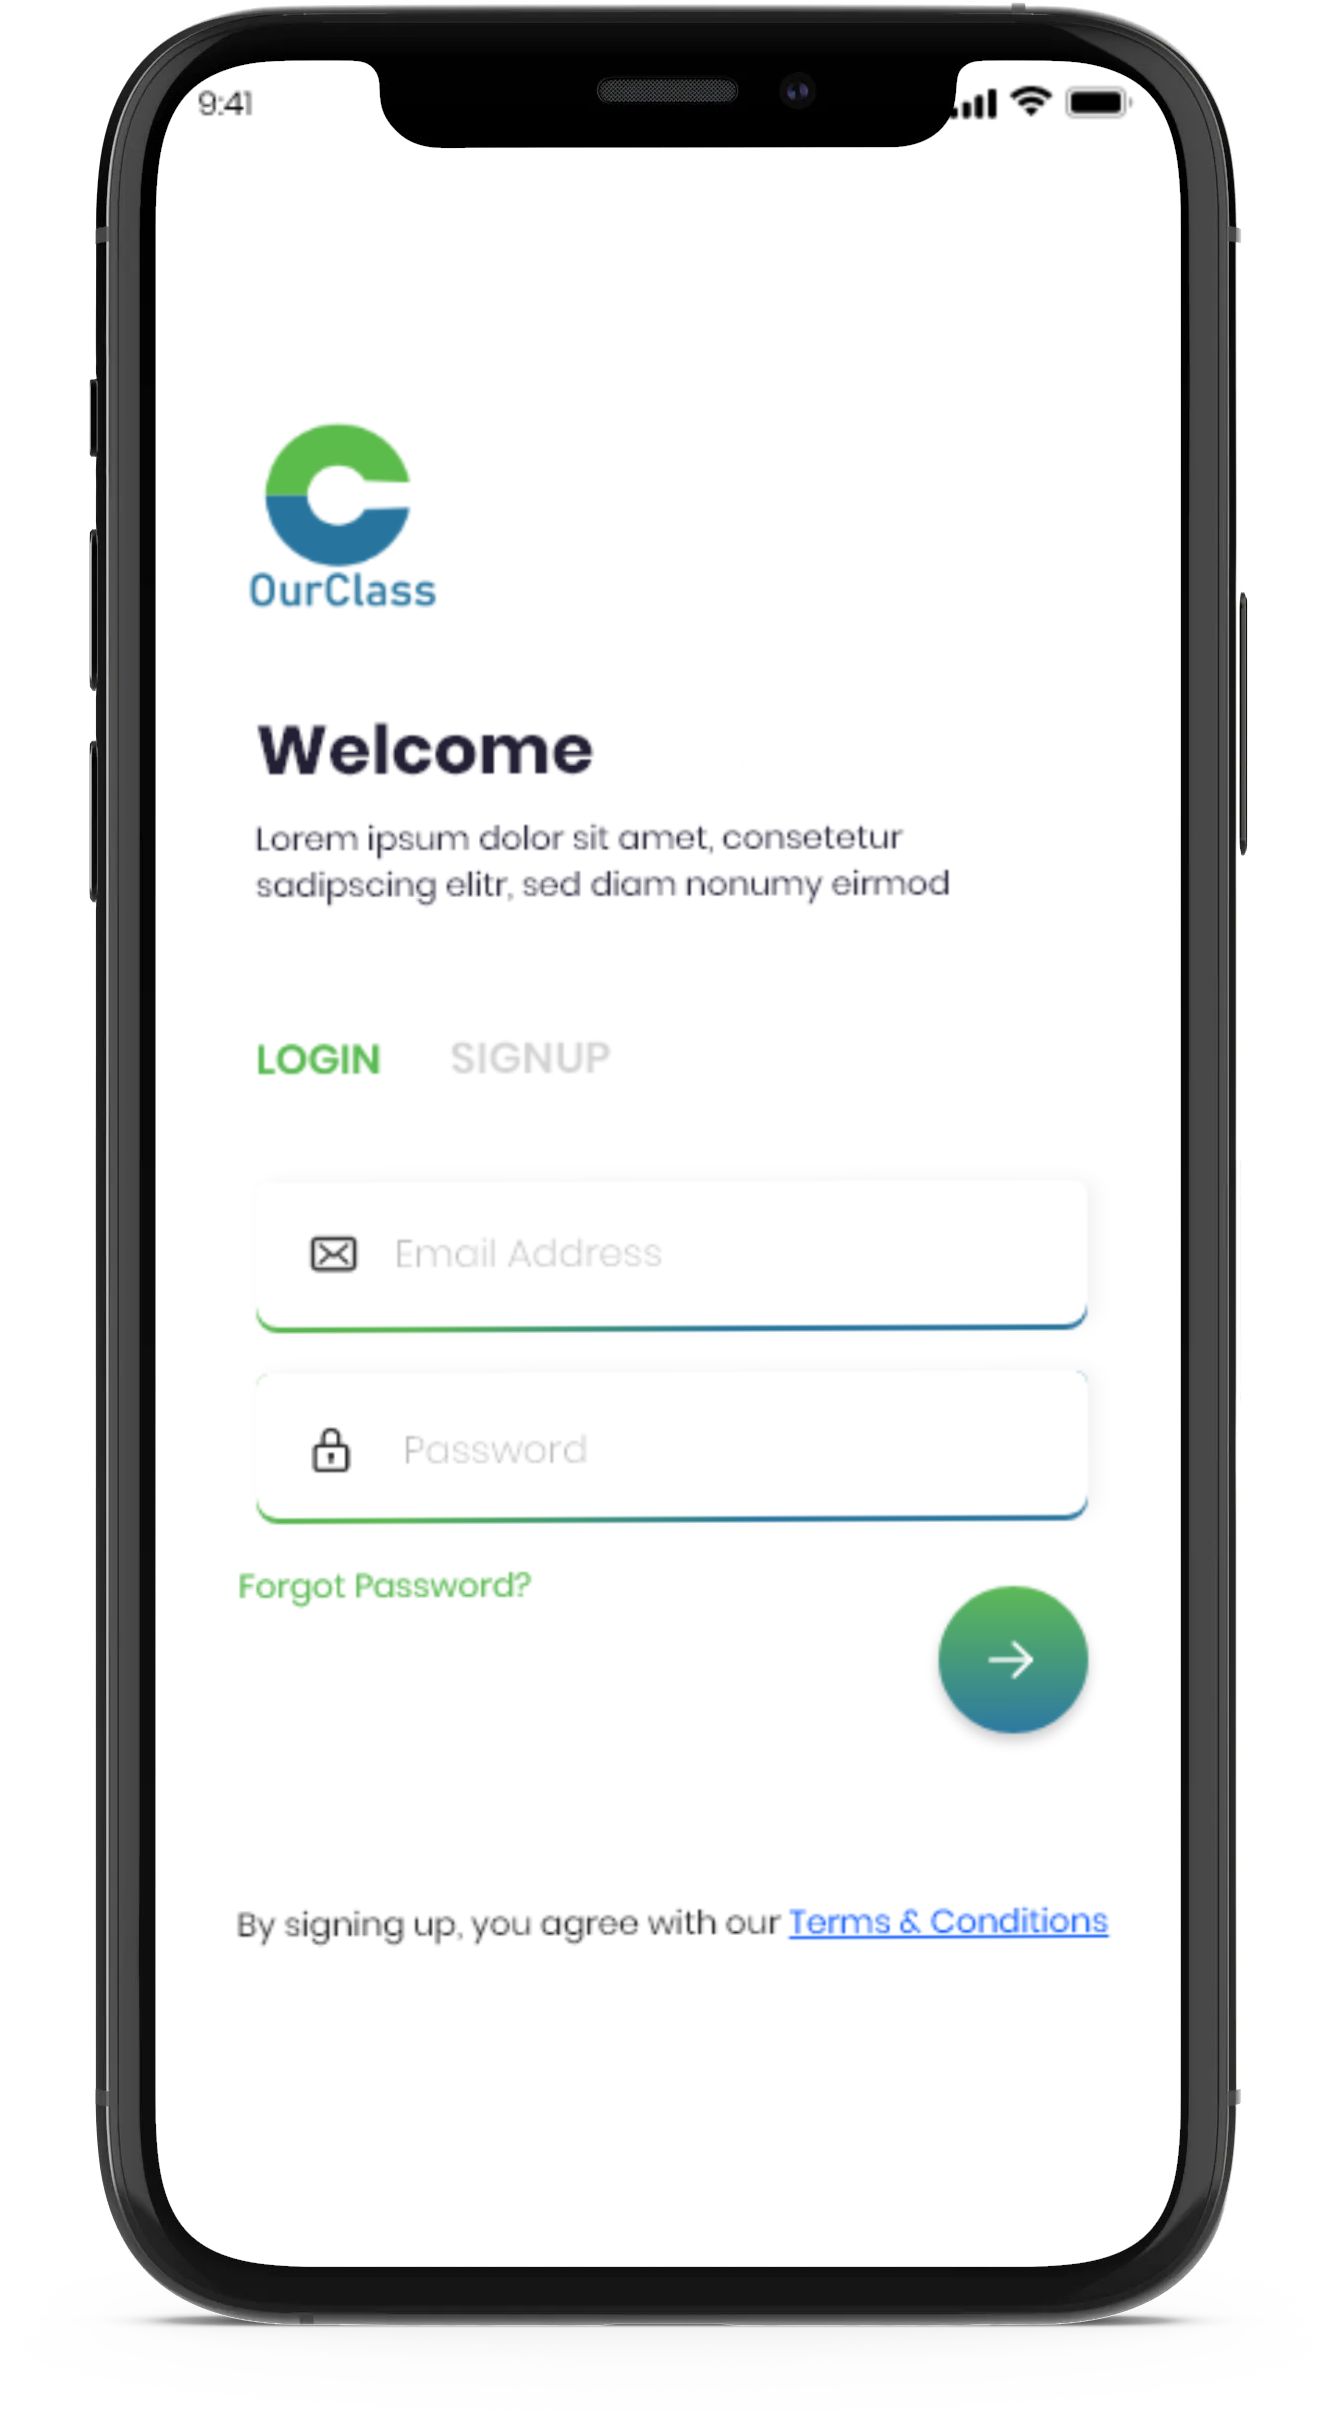 9:41
OurClass
Welcome
Lorem ipsum dolor sit amet, consetetur
sadipscing elitr, sed diam nonumy eirmod
LOGIN SIGNUP
Email Address
Password
Forgot Password?
By signing up, you agree with our Terms & Conditions